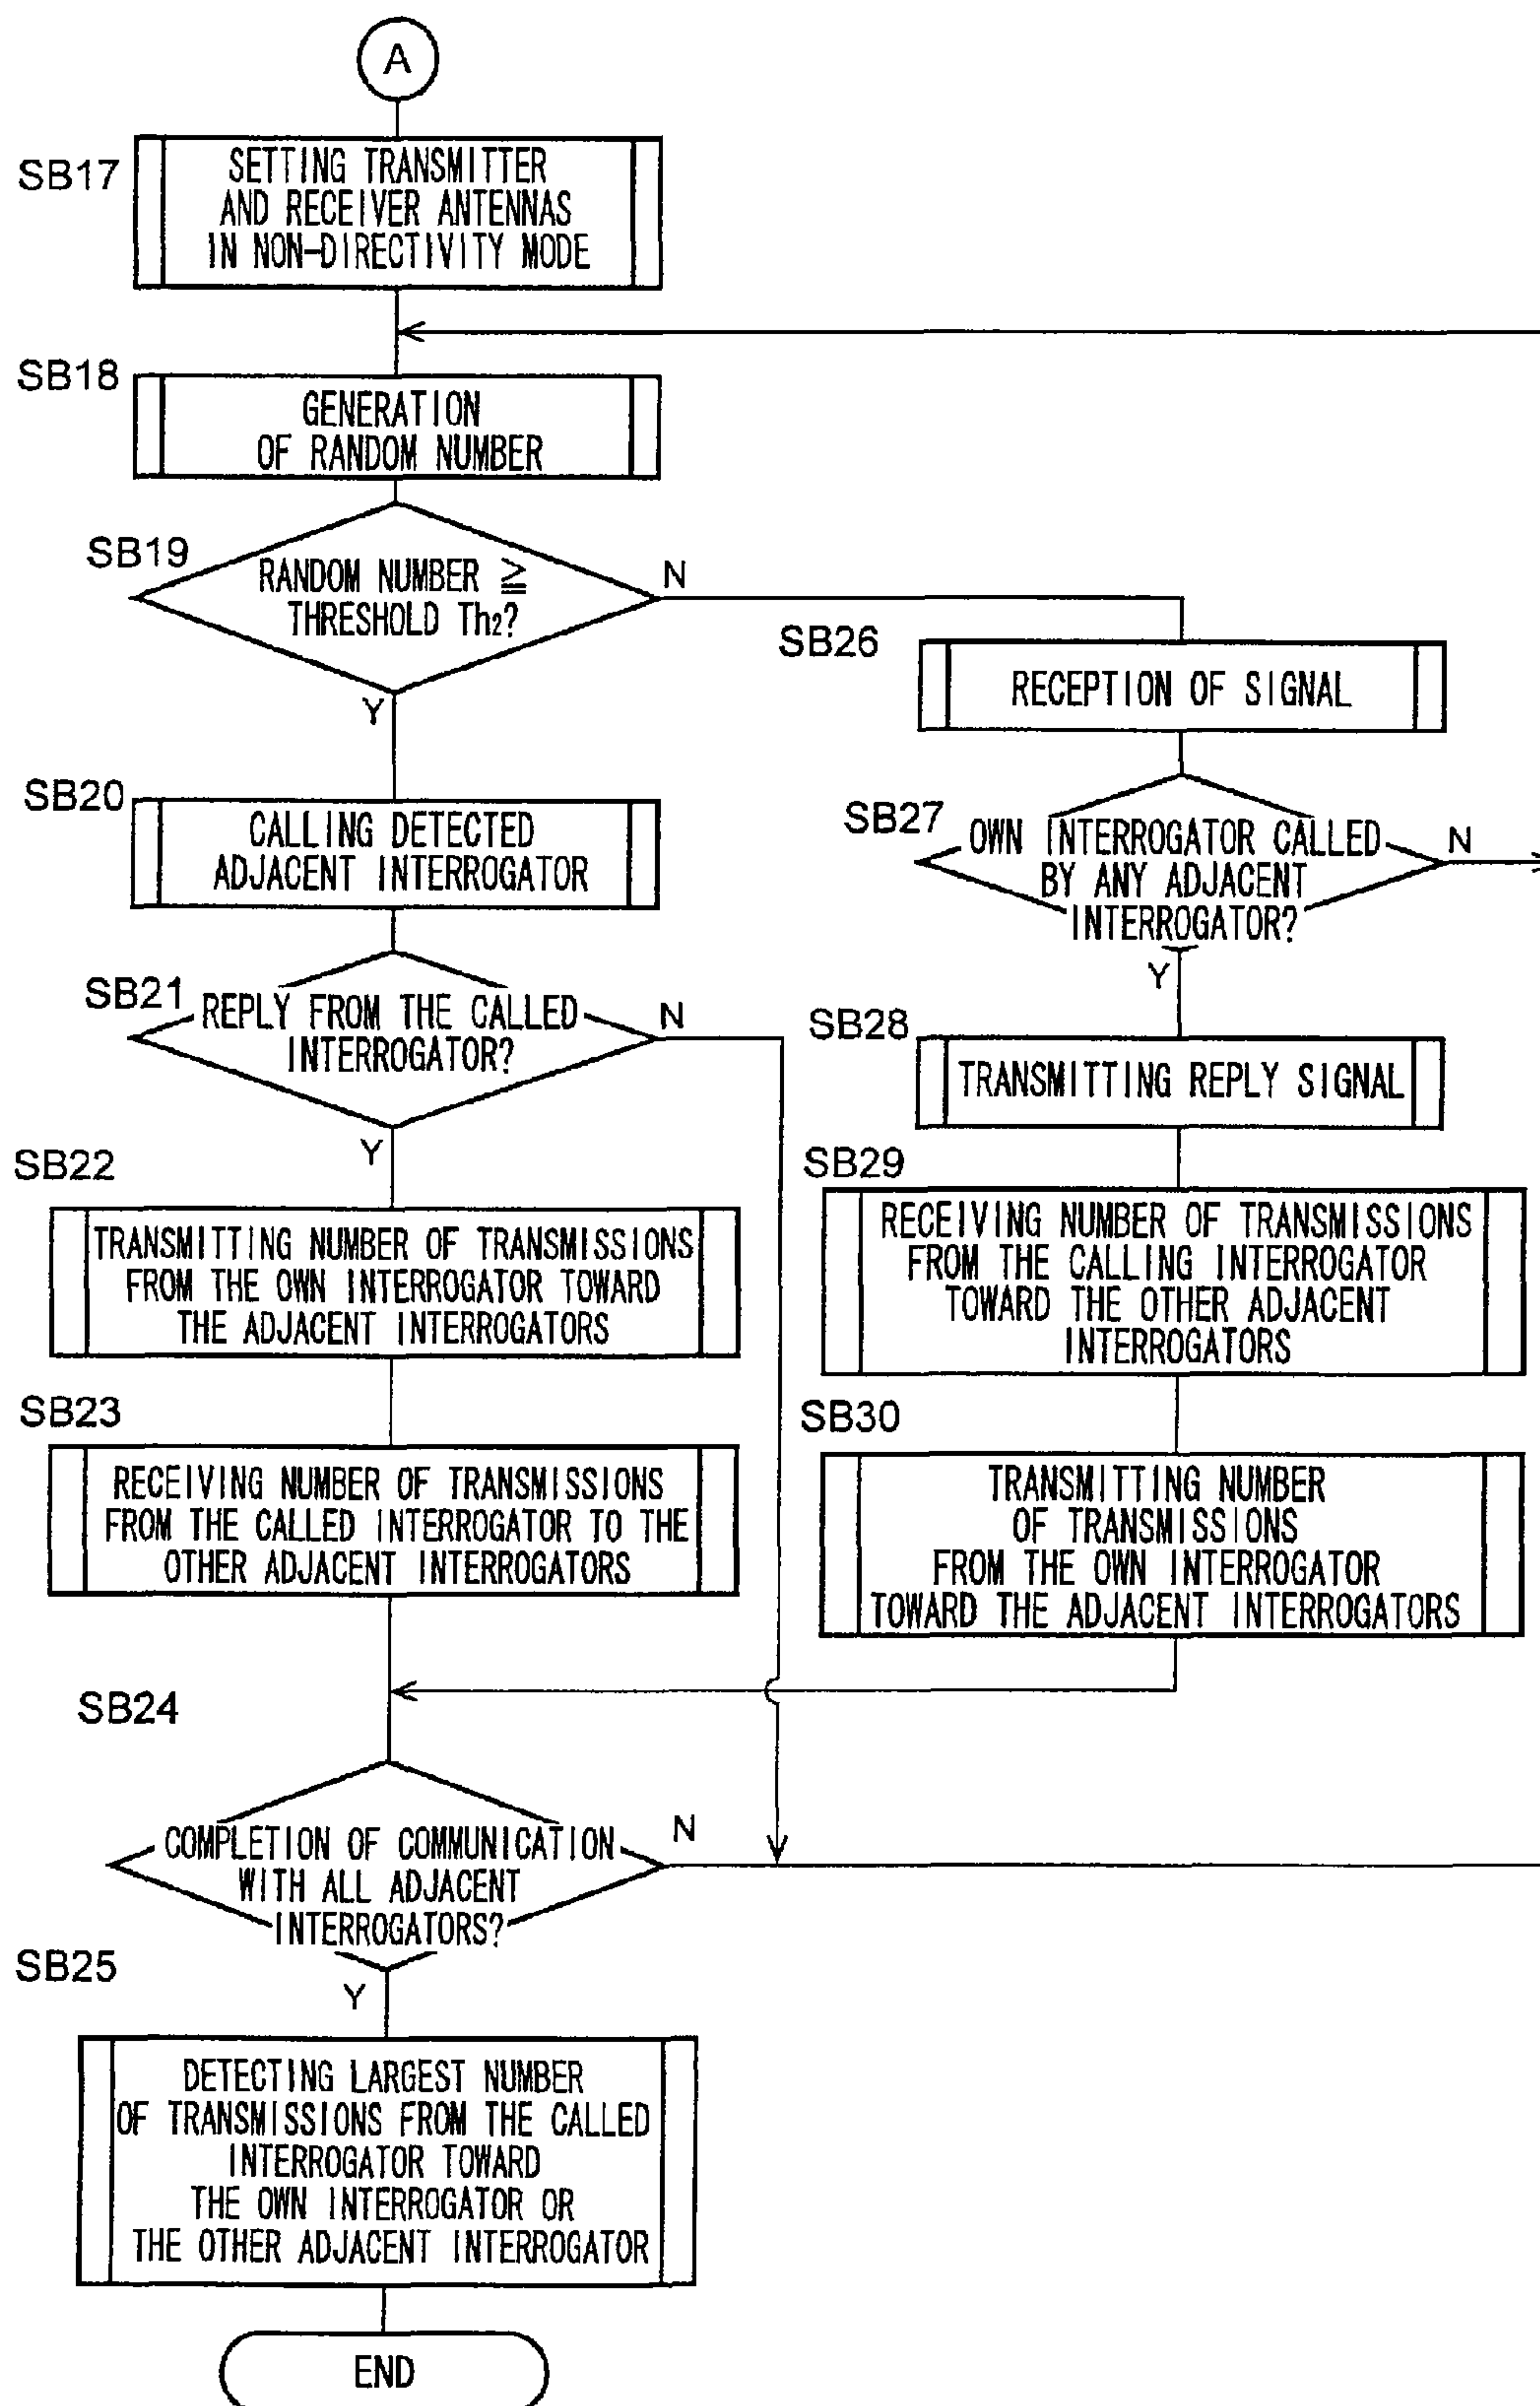 A
SB17
SETTING TRANSMITTER
AND RECEIVER ANTENNAS
IN NON-DIRECTIVITY MODE
SB18
GENERATION
OF RANDOM NUMBER
SB19
RANDOM NUMBER ≧
THRESHOLD Th₂?
N
Y
SB20
CALLING DETECTED
ADJACENT INTERROGATOR
SB21
REPLY FROM THE CALLED
INTERROGATOR?
N
Y
SB22
TRANSMITTING NUMBER OF TRANSMISSIONS
FROM THE OWN INTERROGATOR TOWARD
THE ADJACENT INTERROGATORS
SB23
RECEIVING NUMBER OF TRANSMISSIONS
FROM THE CALLED INTERROGATOR TO THE
OTHER ADJACENT INTERROGATORS
SB24
COMPLETION OF COMMUNICATION
WITH ALL ADJACENT
INTERROGATORS?
N
Y
SB25
DETECTING LARGEST NUMBER
OF TRANSMISSIONS FROM THE CALLED
INTERROGATOR TOWARD
THE OWN INTERROGATOR OR
THE OTHER ADJACENT INTERROGATOR
END
SB26
RECEPTION OF SIGNAL
SB27
OWN INTERROGATOR CALLED
BY ANY ADJACENT
INTERROGATOR?
N
Y
SB28
TRANSMITTING REPLY SIGNAL
SB29
RECEIVING NUMBER OF TRANSMISSIONS
FROM THE CALLING INTERROGATOR
TOWARD THE OTHER ADJACENT
INTERROGATORS
SB30
TRANSMITTING NUMBER
OF TRANSMISSIONS
FROM THE OWN INTERROGATOR
TOWARD THE ADJACENT INTERROGATORS